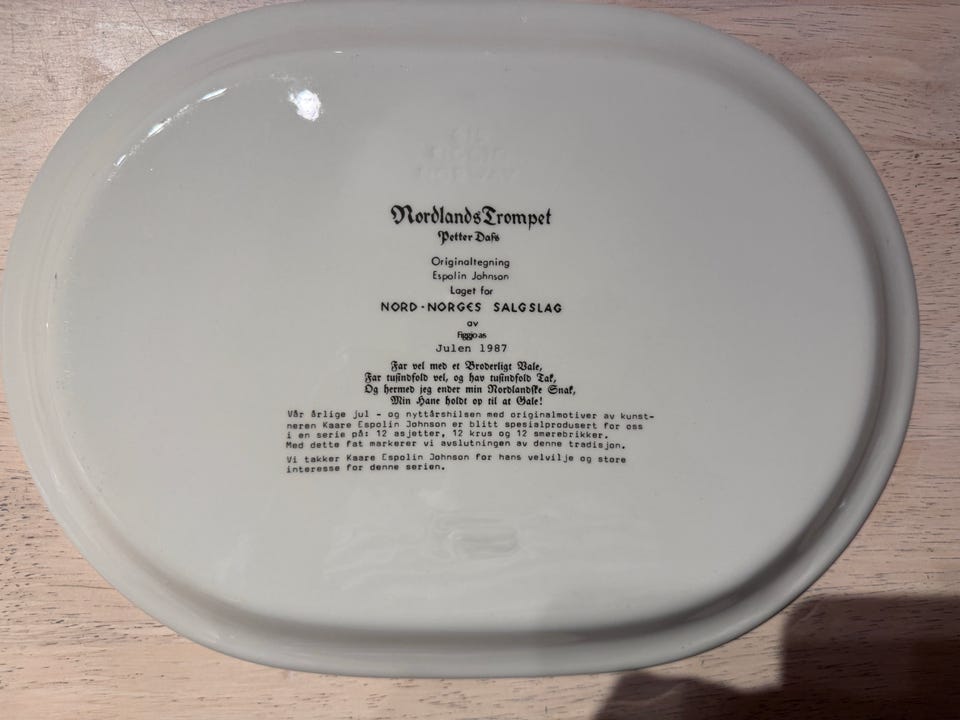 Nordlands Trompet
Petter Dass
Originaltegning
Espolin Johnson
Laget for
NORD-NORGES SALGSLAG
av
Figgjo as
Julen 1987
Far vel med et Broderligt Vale,
Far tusindfold vel, og hav tusindfold Tak,
Og hermed jeg ender min Nordlandske Snak,
Min Hane holdt op til at Gale!
Vår årlige jul - og nyttårshilsen med originalmotiver av kunst-
neren Kaare Espolin Johnson er blitt spesialprodusert for oss
i en serie på: 12 asjetter, 12 krus og 12 smørebrikker.
Med dette fat markerer vi avslutningen av denne tradisjon.
Vi takker Kaare Espolin Johnson for hans velvilje og store
interesse for denne serien.